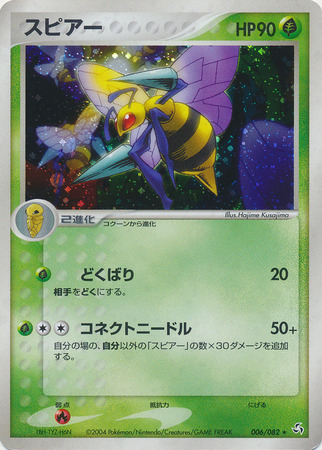 スピアー HP90
Illus. Hajime Kusajima
2進化
コクーンから進化
どくばり 20
相手をどくにする。
コネクトニードル 50+
自分の場の、自分以外の「スピアー」の数×30ダメージを追加する。
弱点 抵抗力 にげる
©2004 Pokémon/Nintendo/Creatures/GAME FREAK. 006/082 ★